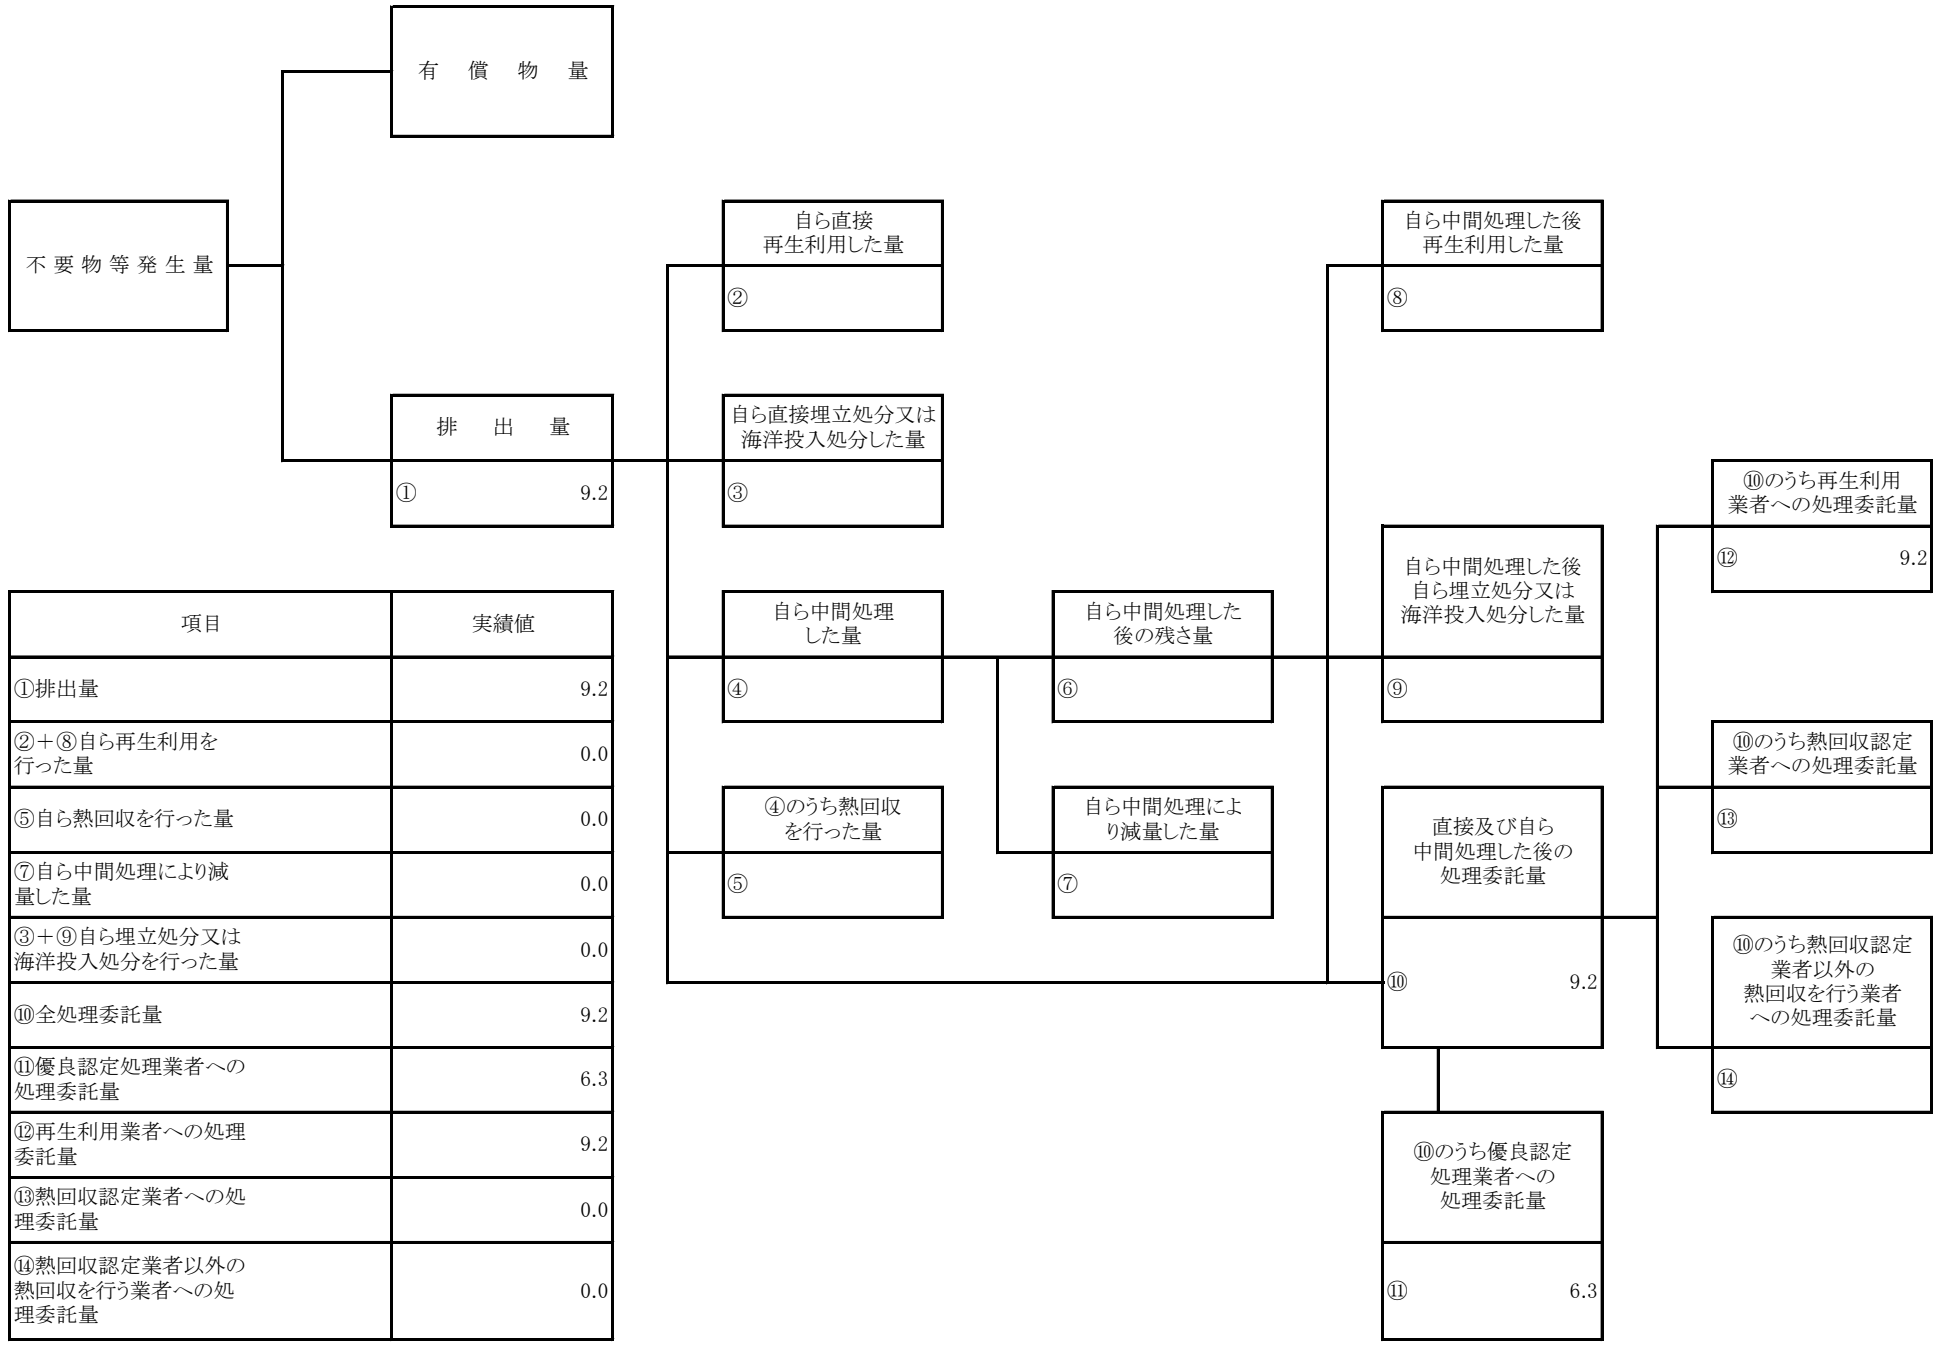 有償物量
不要物等発生量
自ら直接
再生利用した量
②
自ら中間処理した後
再生利用した量
⑧
排出量
① 9.2
自ら直接埋立処分又は
海洋投入処分した量
③
⑩のうち再生利用
業者への処理委託量
⑫ 9.2
自ら中間処理した後
自ら埋立処分又は
海洋投入処分した量
⑨
自ら中間処理
した量
④
自ら中間処理した
後の残さ量
⑥
⑩のうち熱回収認定
業者への処理委託量
⑬
④のうち熱回収
を行った量
⑤
自ら中間処理によ
り減量した量
⑦
直接及び自ら
中間処理した後の
処理委託量
⑩ 9.2
⑩のうち熱回収認定
業者以外の
熱回収を行う業者
への処理委託量
⑭
⑩のうち優良認定
処理業者への
処理委託量
⑪ 6.3
項目 実績値
①排出量 9.2
②＋⑧自ら再生利用を
行った量 0.0
⑤自ら熱回収を行った量 0.0
⑦自ら中間処理により減
量した量 0.0
③＋⑨自ら埋立処分又は
海洋投入処分を行った量 0.0
⑩全処理委託量 9.2
⑪優良認定処理業者への
処理委託量 6.3
⑫再生利用業者への処理
委託量 9.2
⑬熱回収認定業者への処
理委託量 0.0
⑭熱回収認定業者以外の
熱回収を行う業者への処
理委託量 0.0